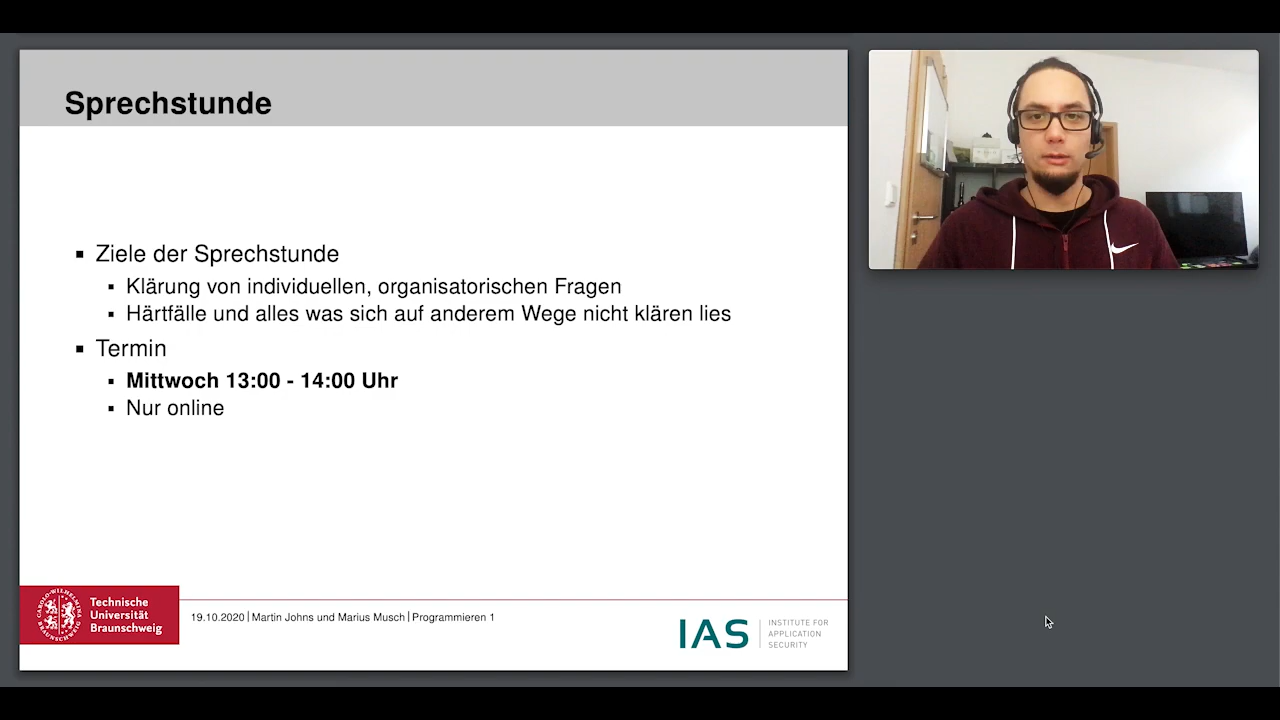 Sprechstunde
Ziele der Sprechstunde
Klärung von individuellen, organisatorischen Fragen
Härtfälle und alles was sich auf anderem Wege nicht klären lies
Termin
Mittwoch 13:00 - 14:00 Uhr
Nur online
Technische
Universität
Braunschweig
19.10.2020 | Martin Johns und Marius Musch | Programmieren 1
IAS
INSTITUTE FOR
APPLICATION
SECURITY